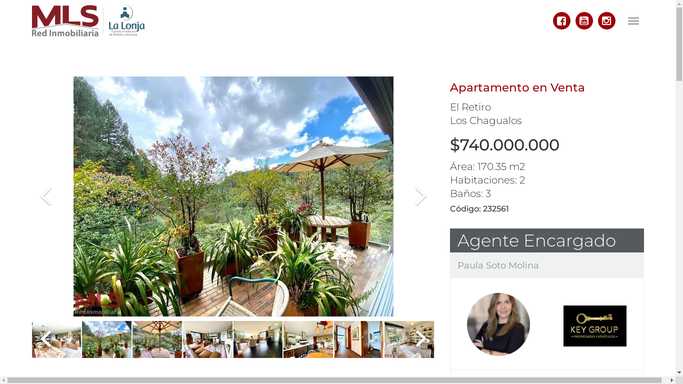 MLS
Red Inmobiliaria
La Lonja
Apartamento en Venta
El Retiro
Los Chagualos
$740.000.000
Área: 170.35 m2
Habitaciones: 2
Baños: 3
Código: 232561
Agente Encargado
Paula Soto Molina
KEY GROUP